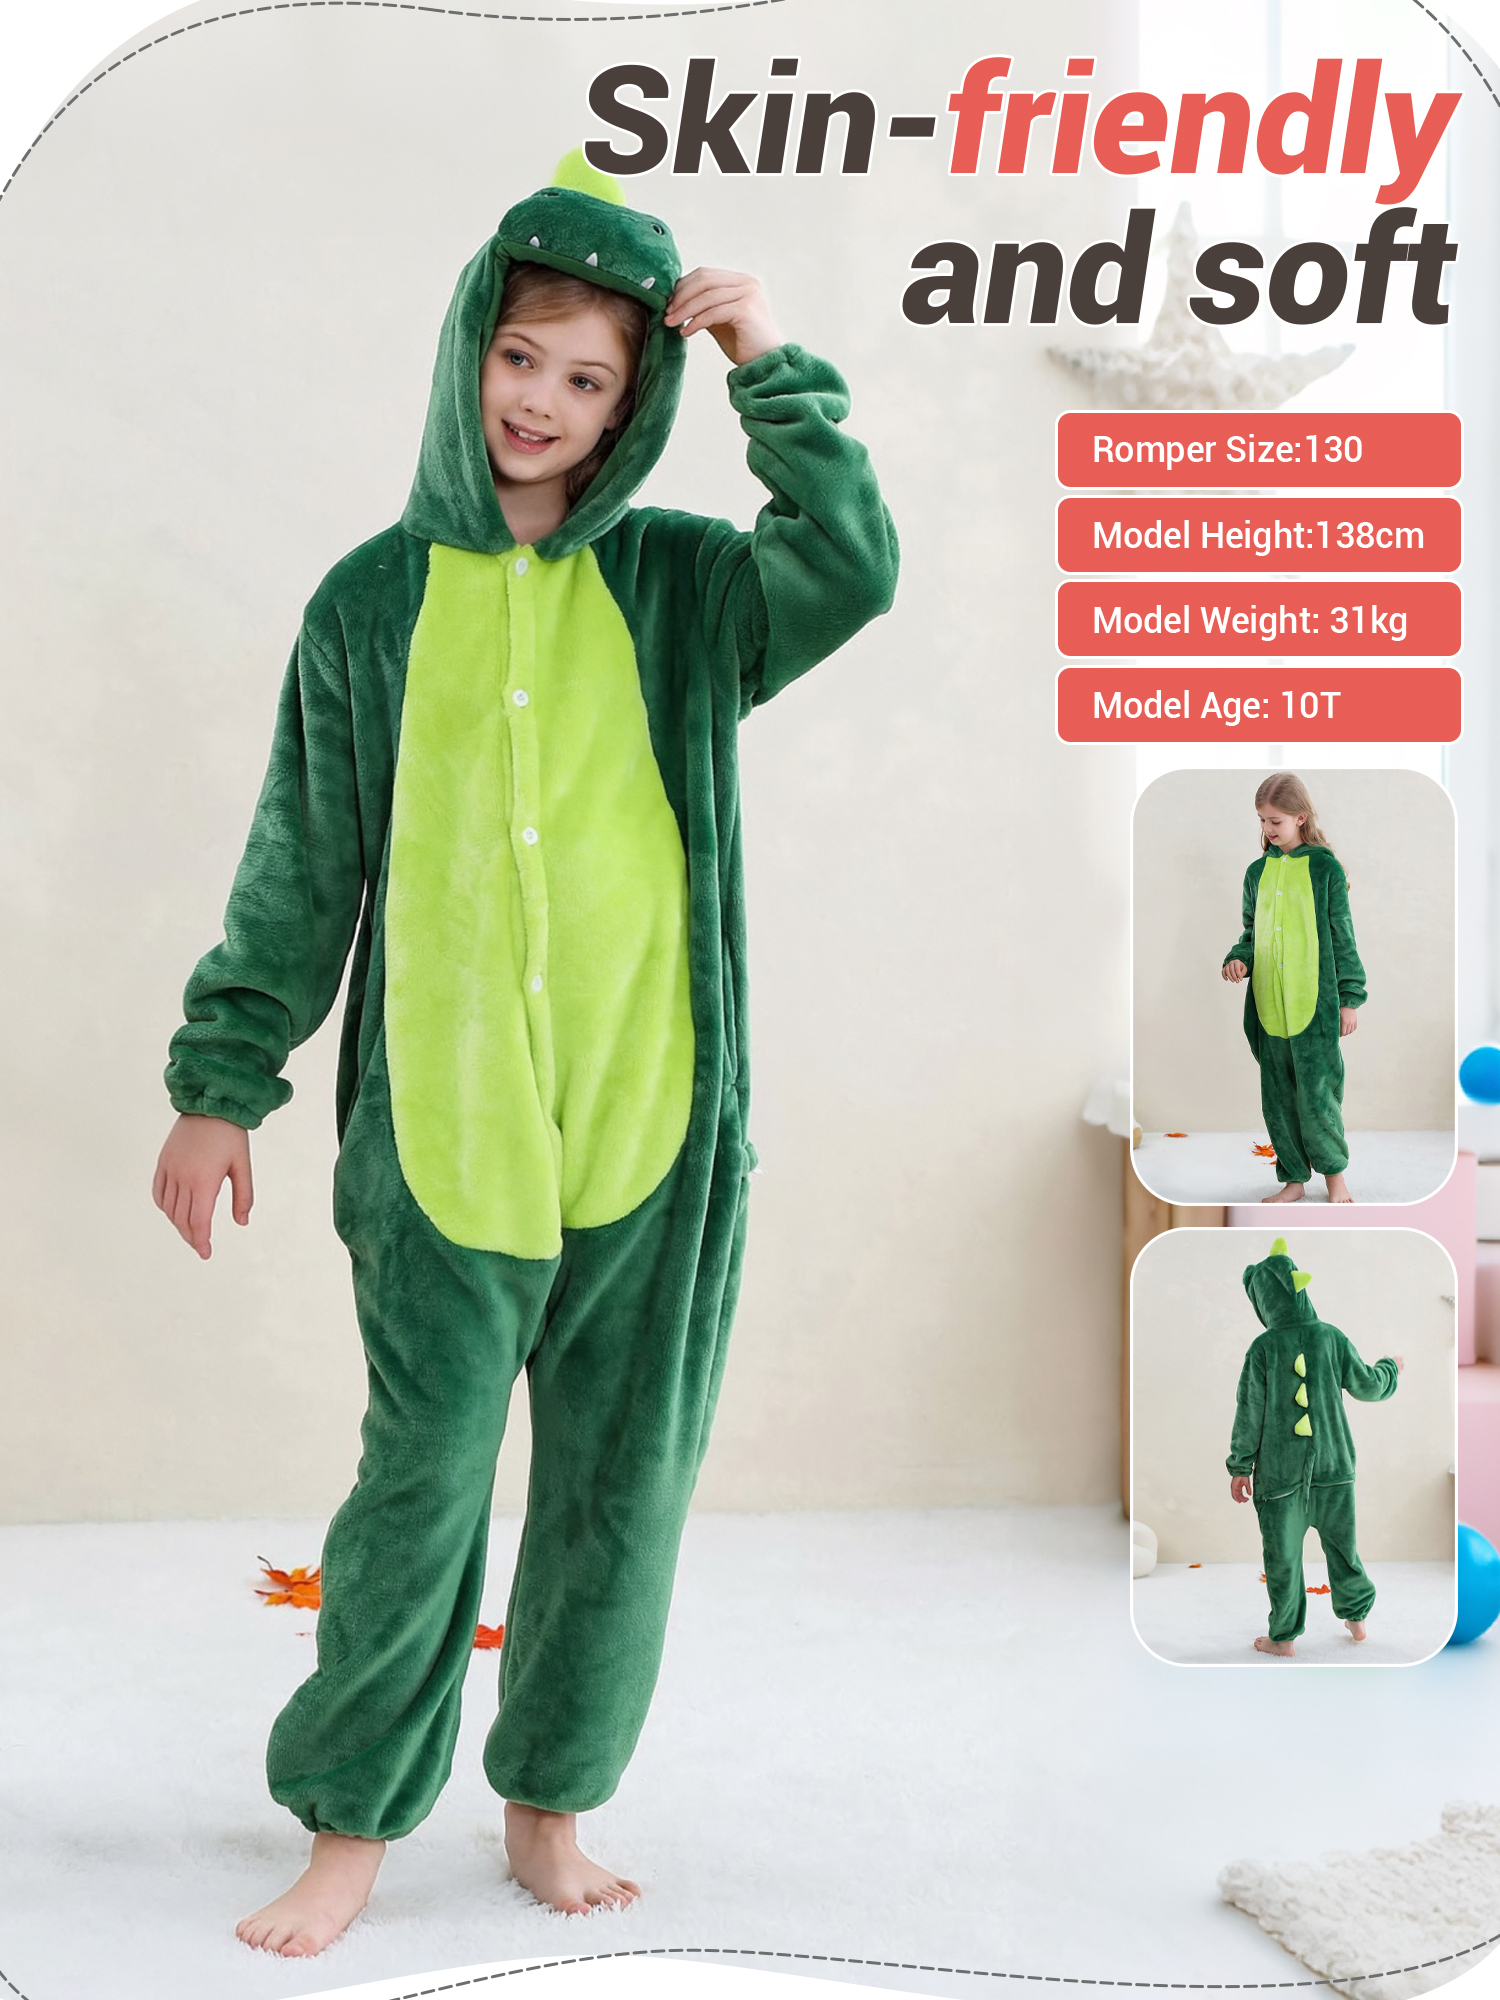 Skin-friendly
and soft
Romper Size:130
Model Height:138cm
Model Weight: 31kg
Model Age: 10T